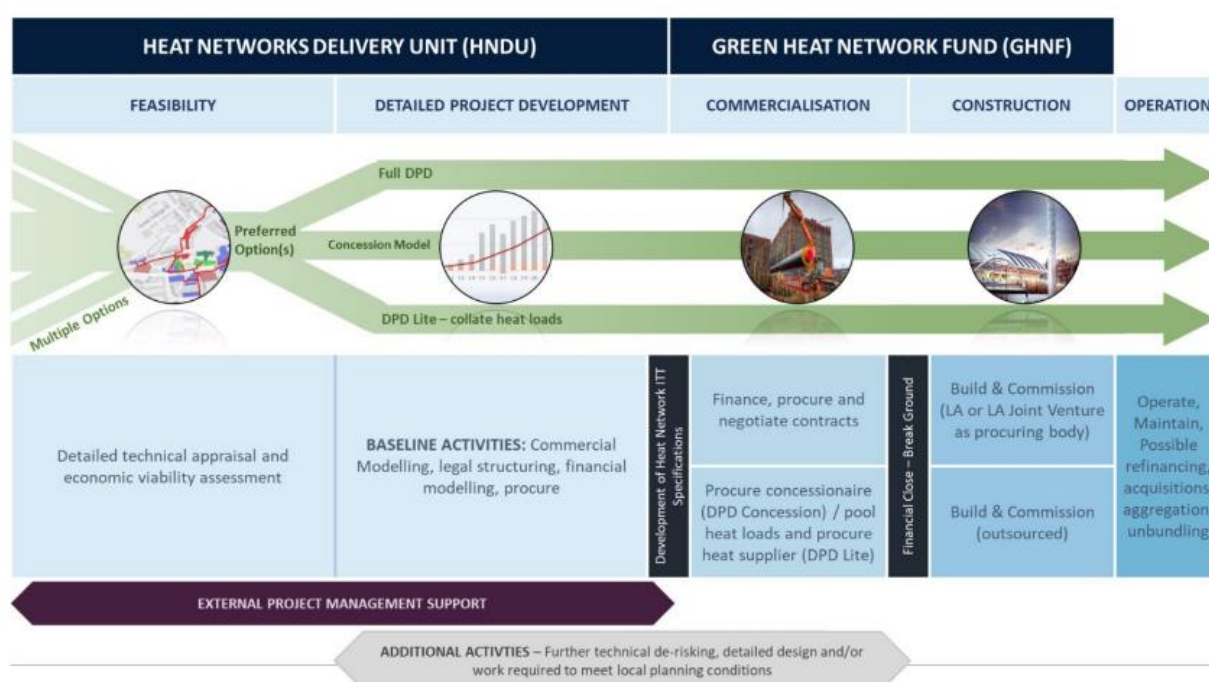 HEAT NETWORKS DELIVERY UNIT (HNDU)
GREEN HEAT NETWORK FUND (GHNF)
FEASIBILITY
DETAILED PROJECT DEVELOPMENT
COMMERCIALISATION
CONSTRUCTION
OPERATION
Full DPD
Preferred
Option(s)
Concession Model
Multiple Options
DPD Lite – collate heat loads
Detailed technical appraisal and
economic viability assessment
BASELINE ACTIVITIES: Commercial
Modelling, legal structuring, financial
modelling, procure
Development of Heat Network ITT
Specifications
Finance, procure and
negotiate contracts
Procure concessionaire
(DPD Concession) / pool
heat loads and procure
heat supplier (DPD Lite)
Financial Close – Break Ground
Build & Commission
(LA or LA Joint Venture
as procuring body)
Build & Commission
(outsourced)
Operate,
Maintain,
Possible
refinancing,
acquisitions
aggregation
unbundling
EXTERNAL PROJECT MANAGEMENT SUPPORT
ADDITIONAL ACTIVTIES – Further technical de-risking, detailed design and/or
work required to meet local planning conditions